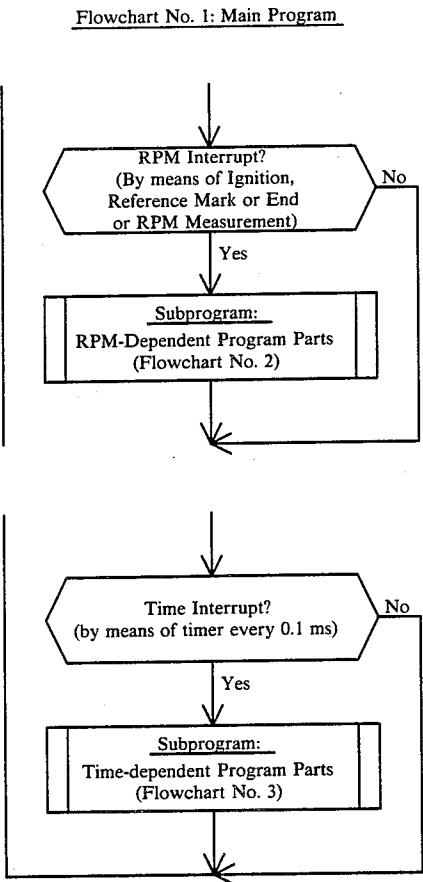 Flowchart No. 1: Main Program
RPM Interrupt?
(By means of Ignition,
Reference Mark or End
or RPM Measurement)
No
Yes
Subprogram:
RPM-Dependent Program Parts
(Flowchart No. 2)
Time Interrupt?
(by means of timer every 0.1 ms)
No
Yes
Subprogram:
Time-dependent Program Parts
(Flowchart No. 3)